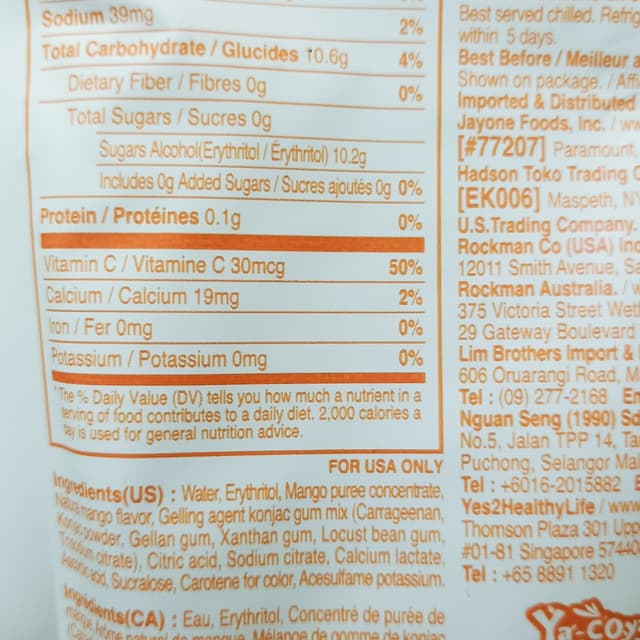 Sodium 39mg 2%
Total Carbohydrate / Glucides 10.6g 4%
Dietary Fiber / Fibres 0g 0%
Total Sugars / Sucres 0g
Sugars Alcohol(Erythritol / Érythritol) 10.2g
Includes 0g Added Sugars / Sucres ajoutés 0g 0%
Protein / Protéines 0.1g 0%
Vitamin C / Vitamine C 30mcg 50%
Calcium / Calcium 19mg 2%
Iron / Fer 0mg 0%
Potassium / Potassium 0mg 0%
The % Daily Value (DV) tells you how much a nutrient in a
serving of food contributes to a daily diet. 2,000 calories a
day is used for general nutrition advice.
FOR USA ONLY
Ingredients(US) : Water, Erythritol, Mango puree concentrate,
Natural mango flavor, Gelling agent konjac gum mix (Carrageenan,
Konjac powder, Gellan gum, Xanthan gum, Locust bean gum,
citrate), Citric acid, Sodium citrate, Calcium lactate,
acid, Sucralose, Carotene for color, Acesulfame potassium.
Ingredients(CA) : Eau, Erythritol, Concentré de purée de
mangue, Mélange de gomme de konjac
Best served chilled.
within 5 days.
Best Before / Meilleur
Shown on package. /
Imported & Distributed
Jayone Foods, Inc. /
[#77207] Paramount,
Hadson Toko Trading
[EK006] Maspeth, NY
U.S.Trading Company.
Rockman Co (USA) Inc
12011 Smith Avenue,
Rockman Australia. /
375 Victoria Street
29 Gateway Boulevard
Lim Brothers Import &
606 Oruarangi Road,
Tel : (09) 277-2168
Nguan Seng (1990)
No.5, Jalan TPP 14,
Puchong, Selangor
Tel : +6016-2015882
Yes2HealthyLife / www
Thomson Plaza 301
#01-81 Singapore 57440
Tel : +65 8891 1320